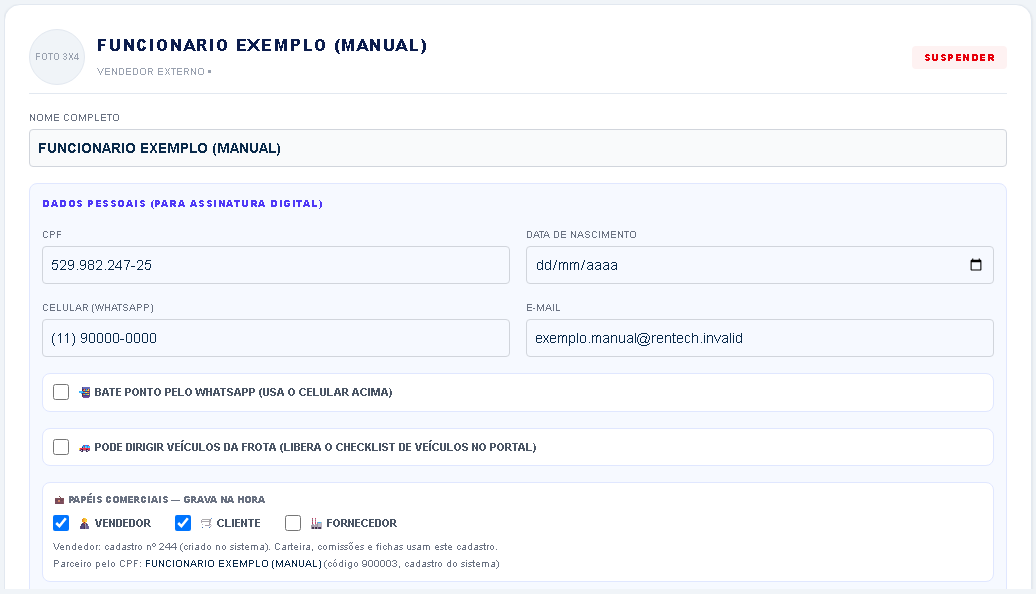 FOTO 3X4
FUNCIONARIO EXEMPLO (MANUAL)
VENDEDOR EXTERNO •
SUSPENDER
NOME COMPLETO
FUNCIONARIO EXEMPLO (MANUAL)
DADOS PESSOAIS (PARA ASSINATURA DIGITAL)
CPF
DATA DE NASCIMENTO
529.982.247-25
dd/mm/aaaa
CELULAR (WHATSAPP)
E-MAIL
(11) 90000-0000
exemplo.manual@rentech.invalid
BATE PONTO PELO WHATSAPP (USA O CELULAR ACIMA)
PODE DIRIGIR VEÍCULOS DA FROTA (LIBERA O CHECKLIST DE VEÍCULOS NO PORTAL)
PAPÉIS COMERCIAIS — GRAVA NA HORA
VENDEDOR CLIENTE FORNECEDOR
Vendedor: cadastro nº 244 (criado no sistema). Carteira, comissões e fichas usam este cadastro.
Parceiro pelo CPF: FUNCIONARIO EXEMPLO (MANUAL) (código 900003, cadastro do sistema)